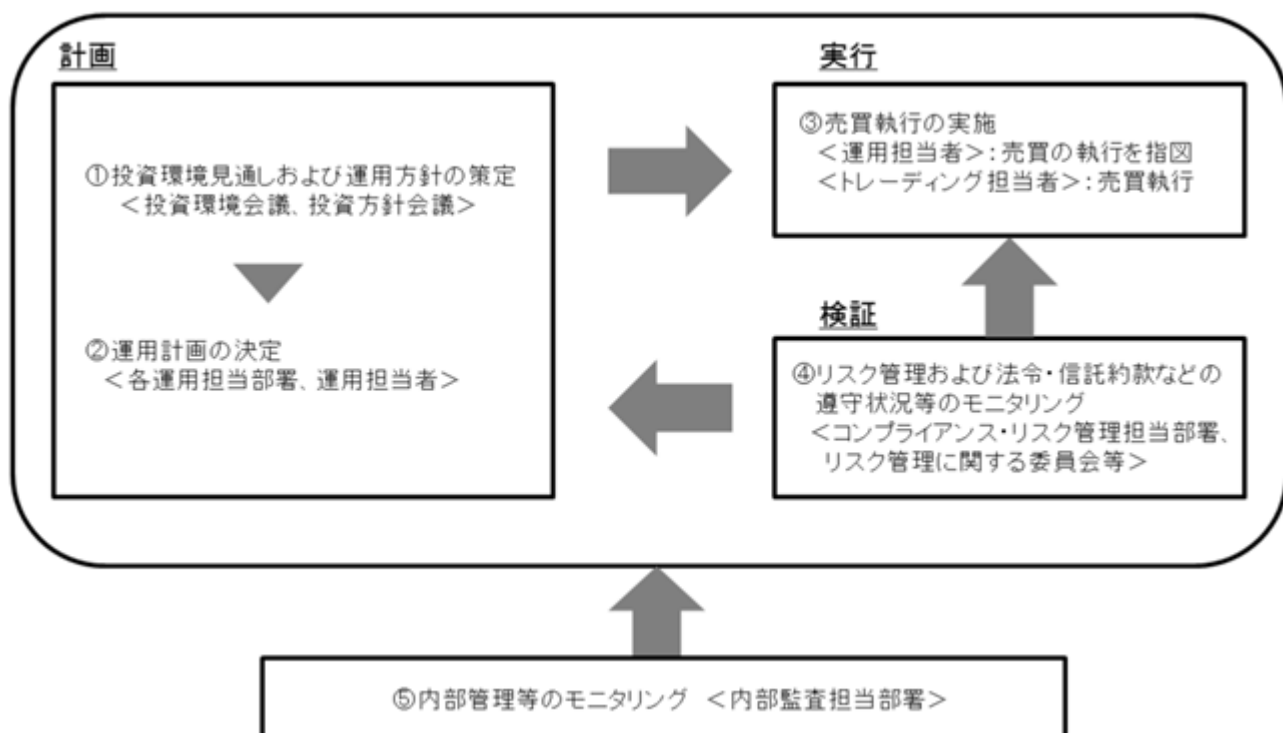 計画
①投資環境見通しおよび運用方針の策定
＜投資環境会議、投資方針会議＞
②運用計画の決定
＜各運用担当部署、運用担当者＞
実行
③売買執行の実施
＜運用担当者＞：売買の執行を指図
＜トレーディング担当者＞：売買執行
検証
④リスク管理および法令・信託約款などの
遵守状況等のモニタリング
＜コンプライアンス・リスク管理担当部署、
リスク管理に関する委員会等＞
⑤内部管理等のモニタリング ＜内部監査担当部署＞